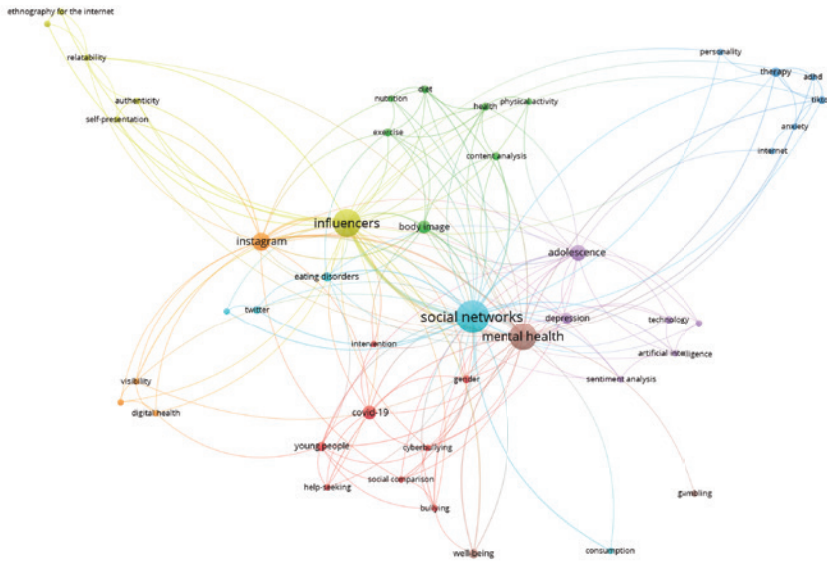 ethnography for the internet
relatability
authenticity
self-presentation
personality
therapy
adhd
anxiety
internet
diet
nutrition
health
physical activity
exercise
content analysis
influencers
body image
instagram
adolescence
eating disorders
twitter
social networks
depression
technology
mental health
intervention
artificial intelligence
gender
sentiment analysis
visibility
digital health
covid-19
young people
cyberbullying
help-seeking
social comparison
bullying
gambling
well-being
consumption